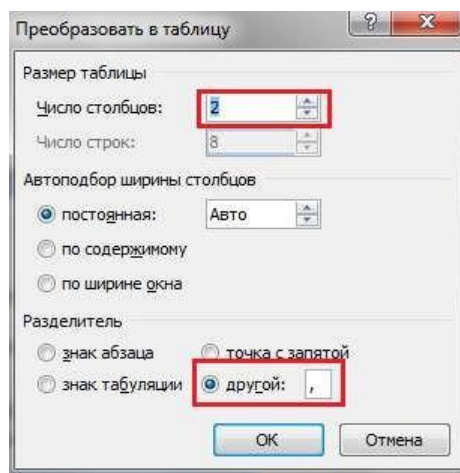 Преобразовать в таблицу
Размер таблицы
Число столбцов: 2
Число строк: 8
Автоподбор ширины столбцов
постоянная: Авто
по содержимому
по ширине окна
Разделитель
знак абзаца точка с запятой
знак табуляции другой: ,
ОК Отмена